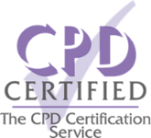 CPD
CERTIFIED
The CPD Certification
Service